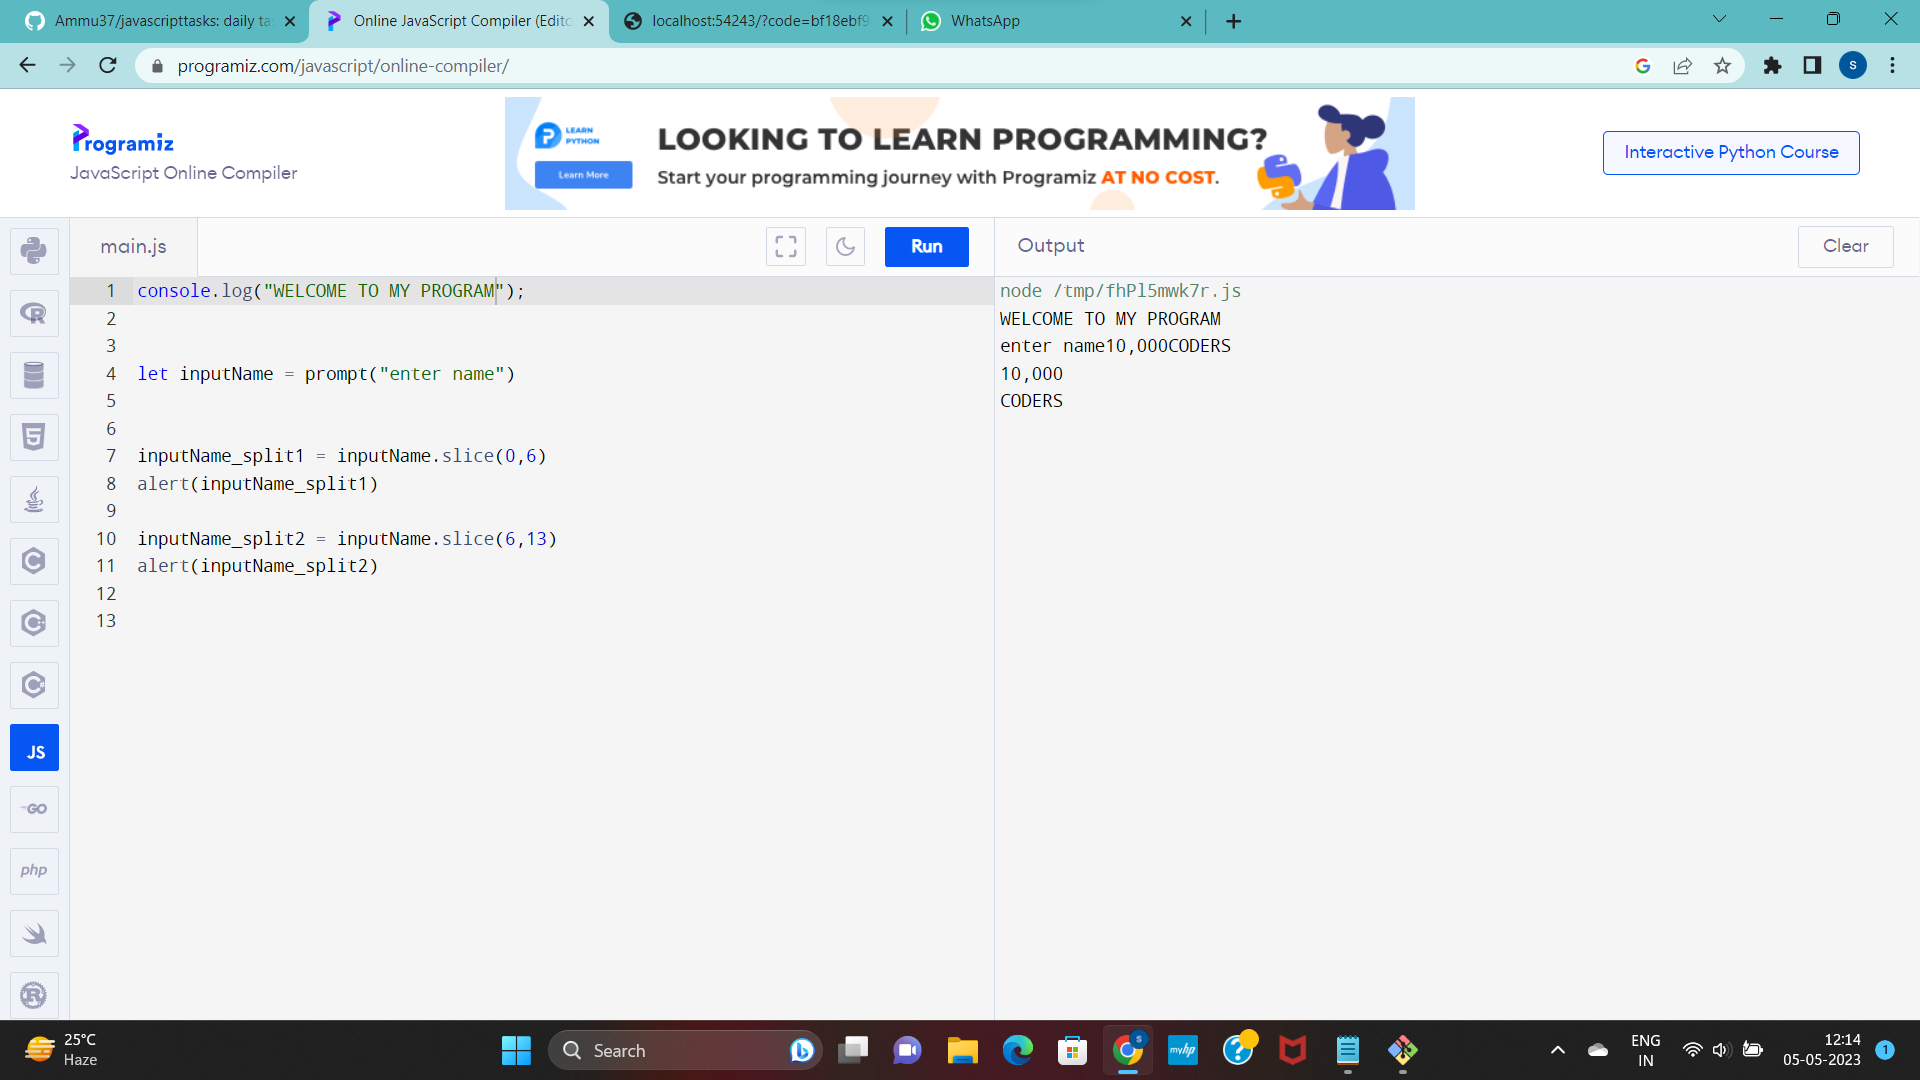 Ammu37/javascripttasks: daily ta
Online JavaScript Compiler (Edito
localhost:54243/?code=bf18ebf9
WhatsApp
programiz.com/javascript/online-compiler/
S
Programiz
JavaScript Online Compiler
LEARN PYTHON
Learn More
LOOKING TO LEARN PROGRAMMING?
Start your programming journey with Programiz AT NO COST.
Interactive Python Course
main.js
Run
Output
Clear
1 console.log("WELCOME TO MY PROGRAM");
2
3
4 let inputName = prompt("enter name")
5
6
7 inputName_split1 = inputName.slice(0,6)
8 alert(inputName_split1)
9
10 inputName_split2 = inputName.slice(6,13)
11 alert(inputName_split2)
12
13
node /tmp/fhPl5mwk7r.js
WELCOME TO MY PROGRAM
enter name10,000CODERS
10,000
CODERS
R
5
C
C
C
JS
GO
php
R
25°C
Haze
Search
S
myhp
ENG
IN
12:14
05-05-2023
1